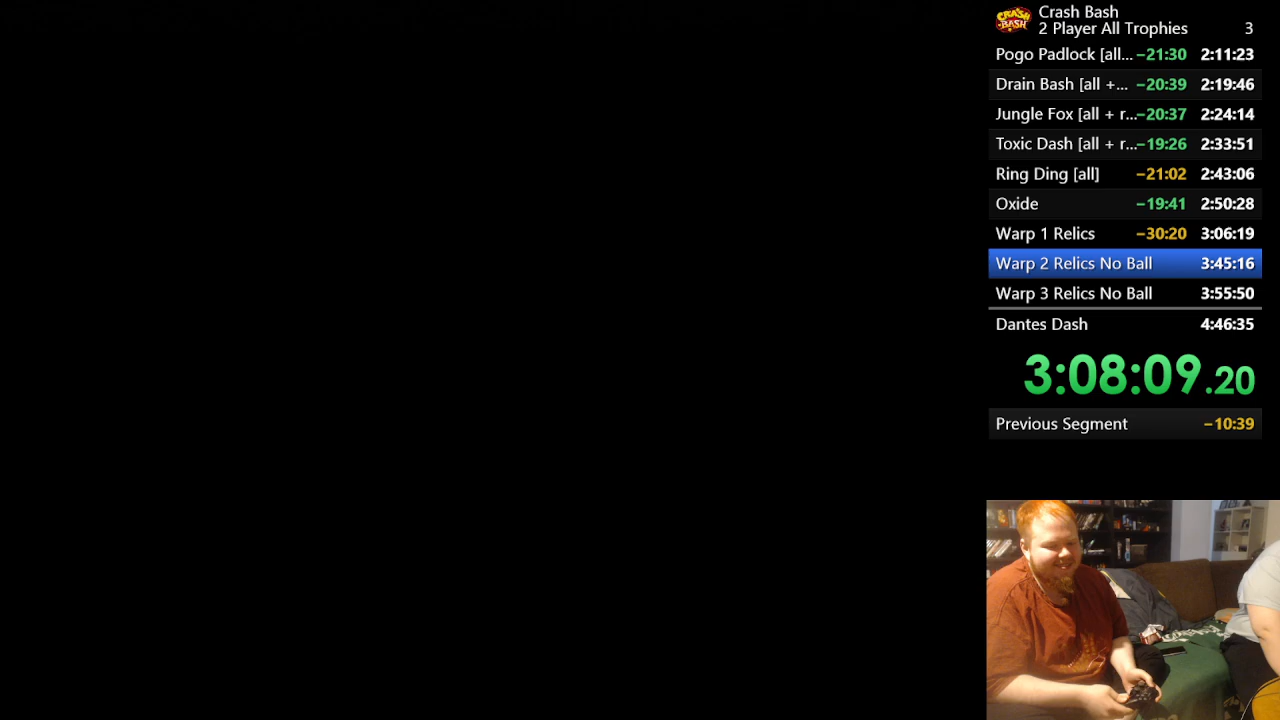 CRASH BASH
Crash Bash
2 Player All Trophies 3
Pogo Padlock [all... −21:30 2:11:23
Drain Bash [all +... −20:39 2:19:46
Jungle Fox [all + r... −20:37 2:24:14
Toxic Dash [all + r... −19:26 2:33:51
Ring Ding [all] −21:02 2:43:06
Oxide −19:41 2:50:28
Warp 1 Relics −30:20 3:06:19
Warp 2 Relics No Ball 3:45:16
Warp 3 Relics No Ball 3:55:50
Dantes Dash 4:46:35
3:08:09.20
Previous Segment −10:39